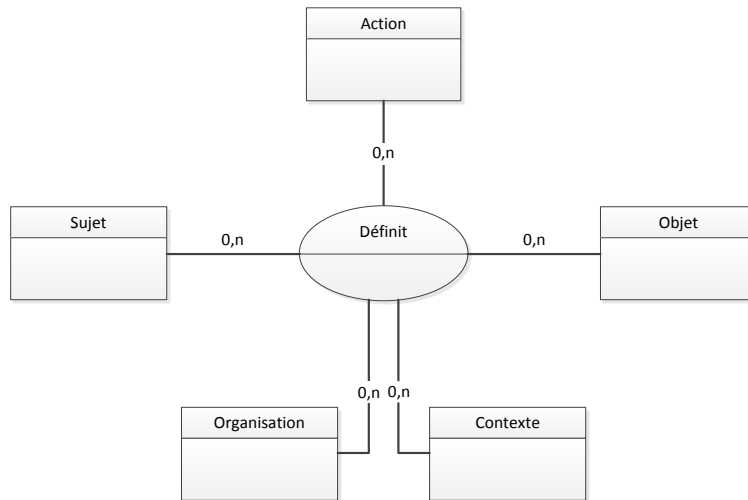 Action
0,n
Sujet
0,n
Définit
0,n
Objet
0,n
0,n
Organisation
Contexte